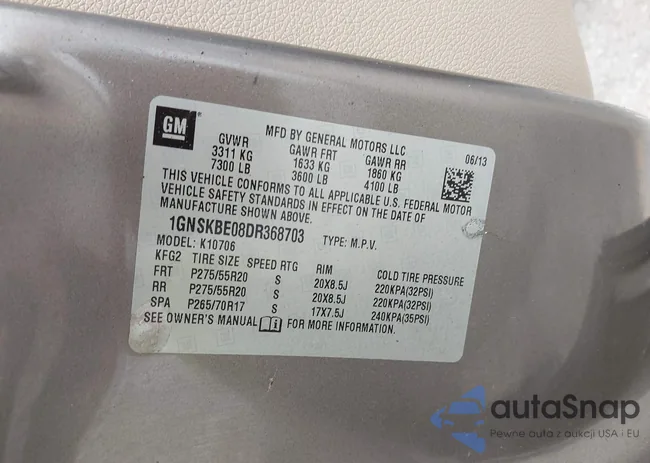 GM
MFD BY GENERAL MOTORS LLC
GVWR GAWR FRT GAWR RR 06/13
3311 KG 1633 KG 1860 KG
7300 LB 3600 LB 4100 LB
THIS VEHICLE CONFORMS TO ALL APPLICABLE U.S. FEDERAL MOTOR
VEHICLE SAFETY STANDARDS IN EFFECT ON THE DATE OF
MANUFACTURE SHOWN ABOVE.
1GNSKBE08DR368703 TYPE: M.P.V.
MODEL: K10706
KFG2 TIRE SIZE SPEED RTG RIM COLD TIRE PRESSURE
FRT P275/55R20 S 20X8.5J 220KPA(32PSI)
RR P275/55R20 S 20X8.5J 220KPA(32PSI)
SPA P265/70R17 S 17X7.5J 240KPA(35PSI)
SEE OWNER'S MANUAL FOR MORE INFORMATION.
autaSnap
Pewne auta z aukcji USA i EU